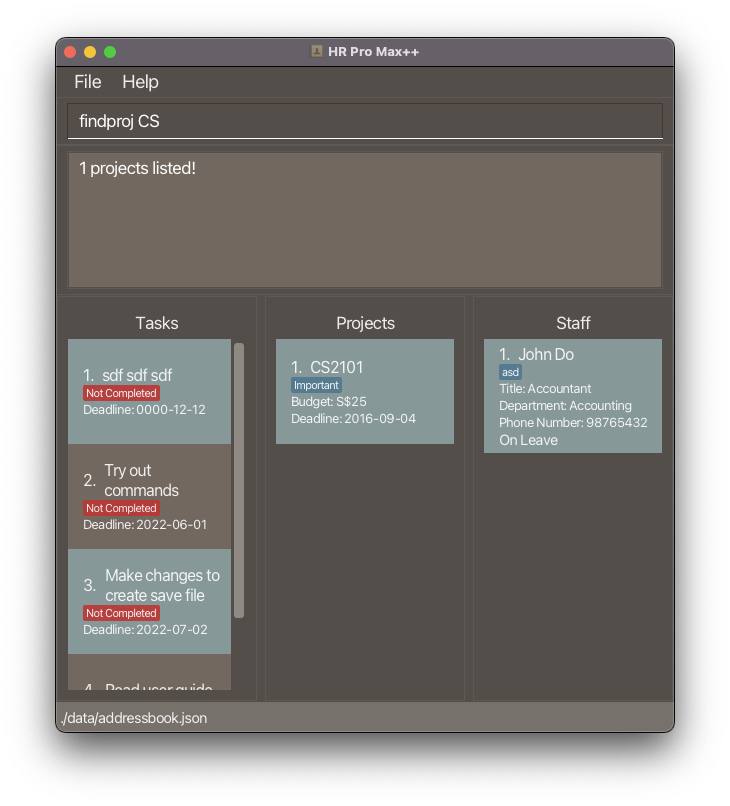 HR Pro Max++
File Help
findproj CS
1 projects listed!
Tasks
1. sdf sdf sdf
Not Completed
Deadline: 0000-12-12
2. Try out
commands
Not Completed
Deadline: 2022-06-01
3. Make changes to
create save file
Not Completed
Deadline: 2022-07-02
4. Read user guide
Projects
1. CS2101
Important
Budget: S$25
Deadline: 2016-09-04
Staff
1. John Do
asd
Title: Accountant
Department: Accounting
Phone Number: 98765432
On Leave
./data/addressbook.json